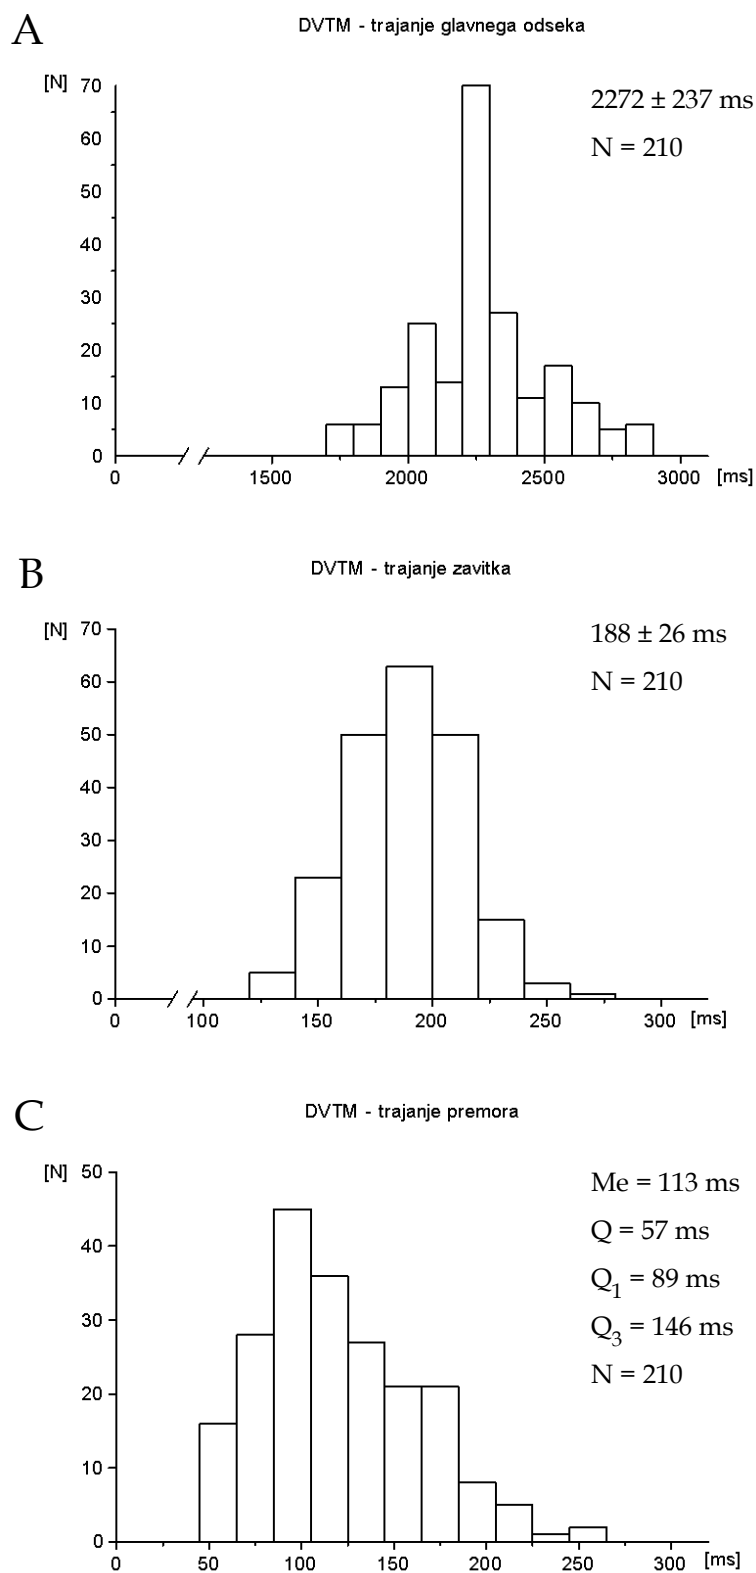 A
DVTM - trajanje glavnega odseka
[N]
70
60
50
40
30
20
10
0
2272 ± 237 ms
N = 210
0 1500 2000 2500 3000 [ms]
B
DVTM - trajanje zavitka
[N]
70
60
50
40
30
20
10
0
188 ± 26 ms
N = 210
0 100 150 200 250 300 [ms]
C
DVTM - trajanje premora
[N]
50
40
30
20
10
0
Me = 113 ms
Q = 57 ms
Q₁ = 89 ms
Q₃ = 146 ms
N = 210
0 50 100 150 200 250 300 [ms]